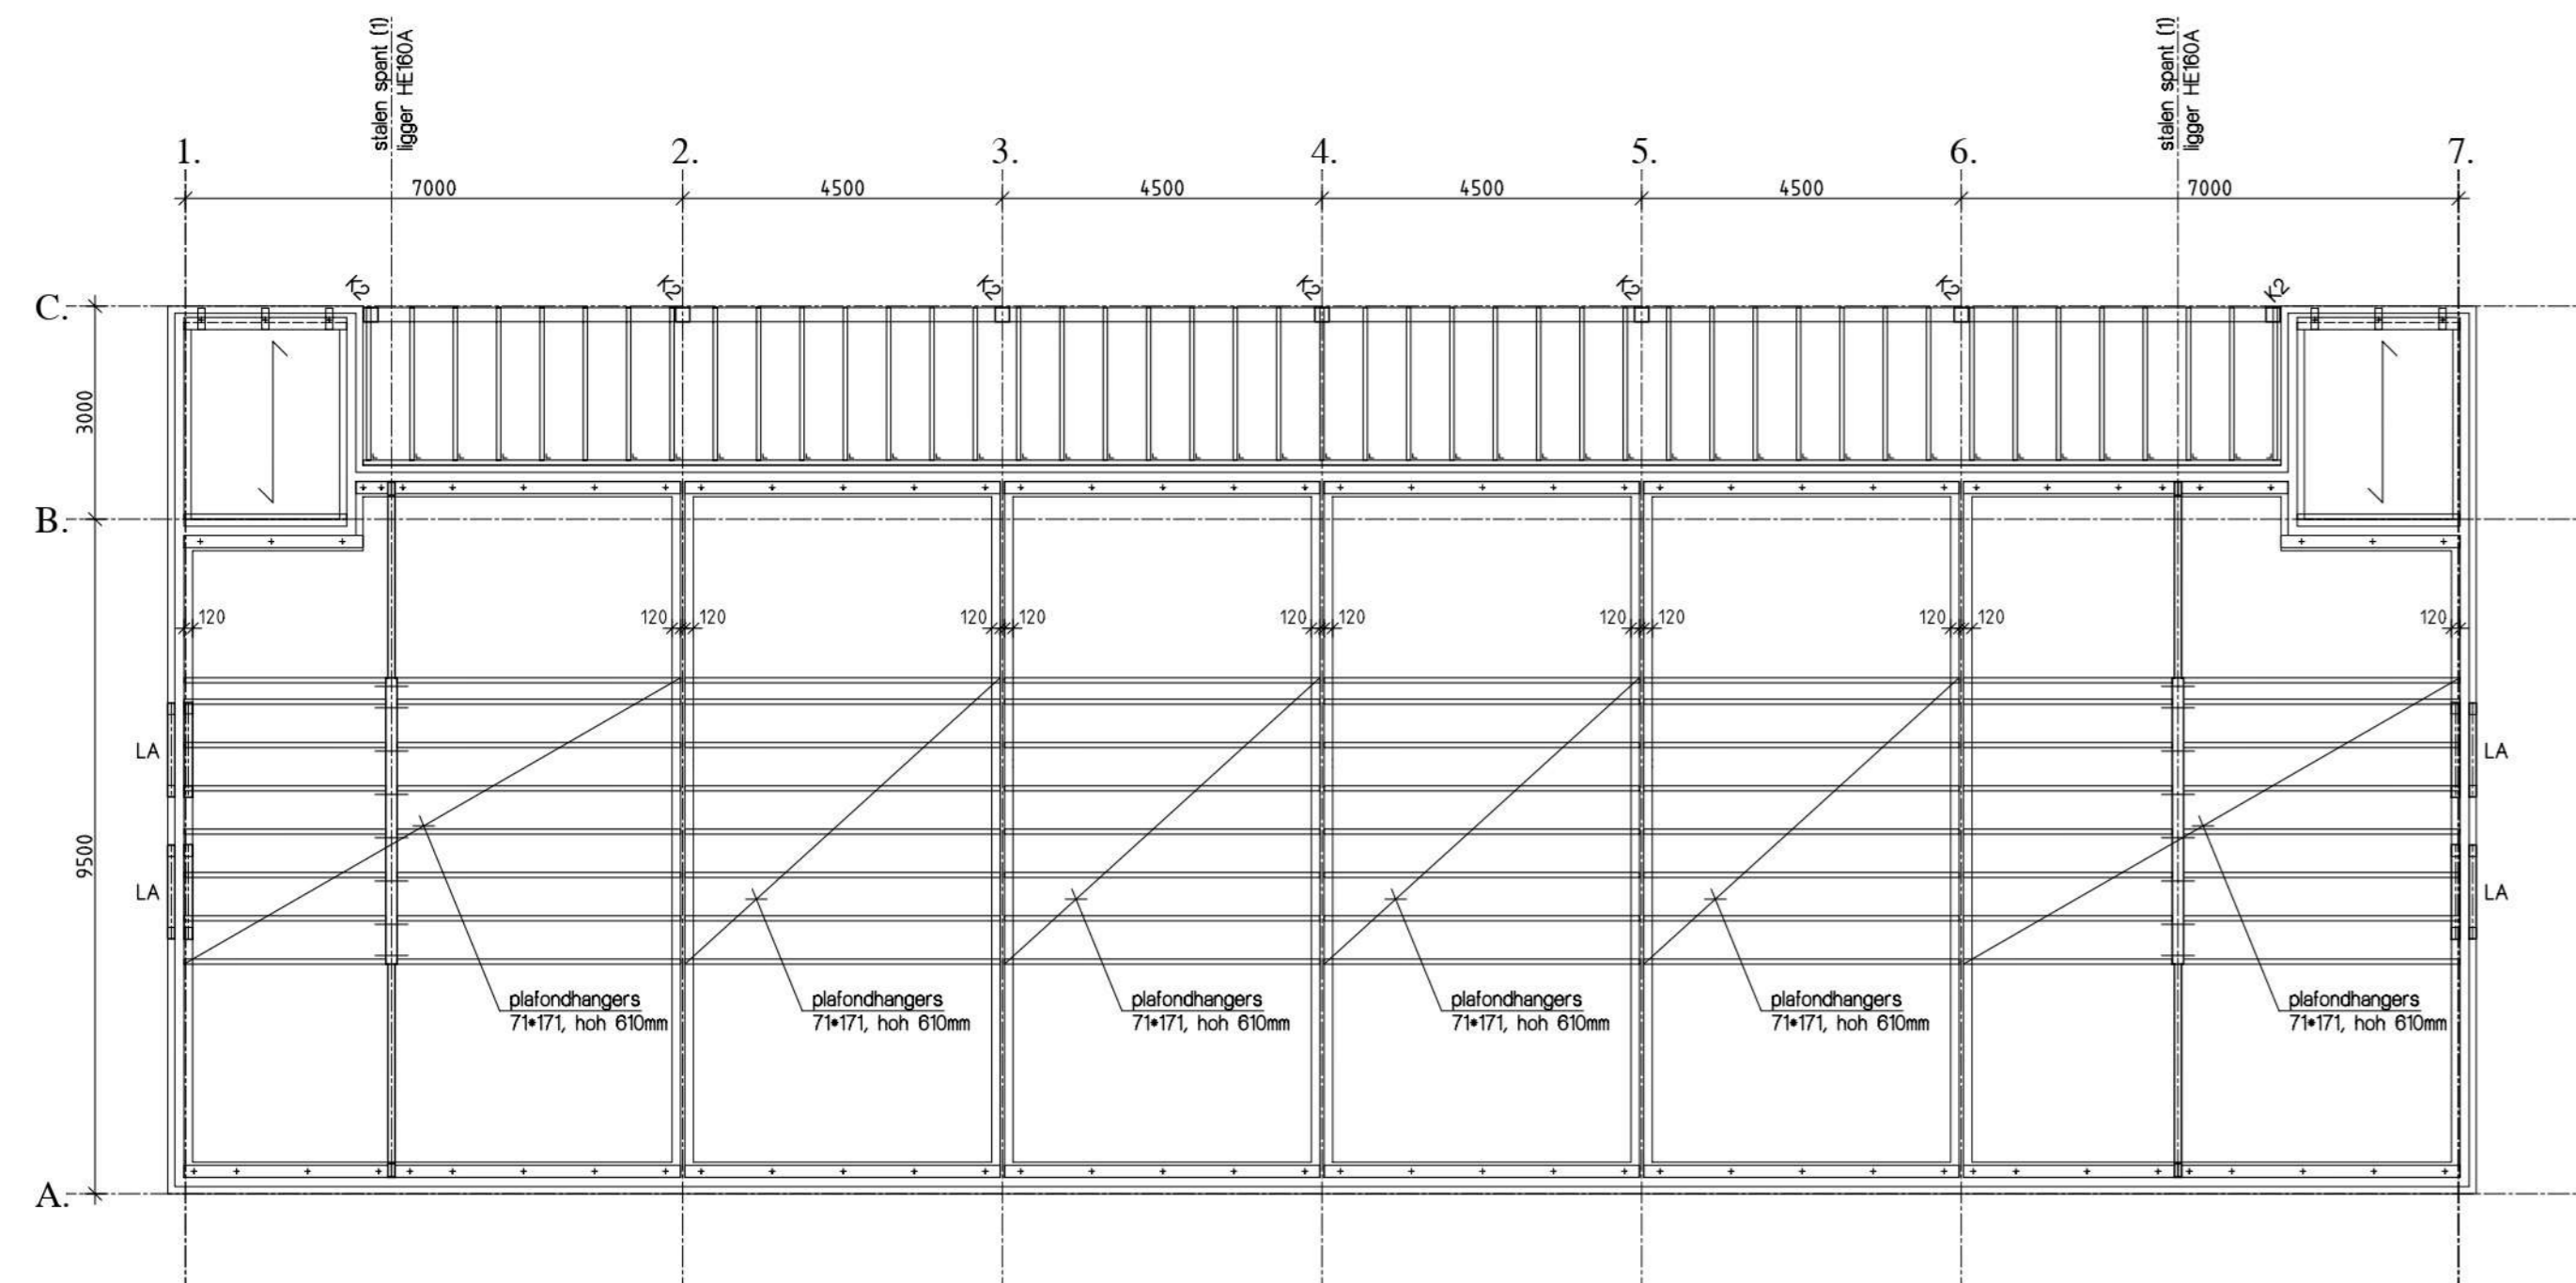 stalen spant (1)
ligger HE160A
stalen spant (1)
ligger HE160A
1.
2.
3.
4.
5.
6.
7.
7000
4500
4500
4500
4500
7000
K2
K2
K2
K2
K2
K2
K2
C.
3000
B.
120
120
120
120
120
120
120
120
120
120
120
120
LA
LA
9500
LA
LA
plafondhangers
71*171, hoh 610mm
plafondhangers
71*171, hoh 610mm
plafondhangers
71*171, hoh 610mm
plafondhangers
71*171, hoh 610mm
plafondhangers
71*171, hoh 610mm
plafondhangers
71*171, hoh 610mm
A.